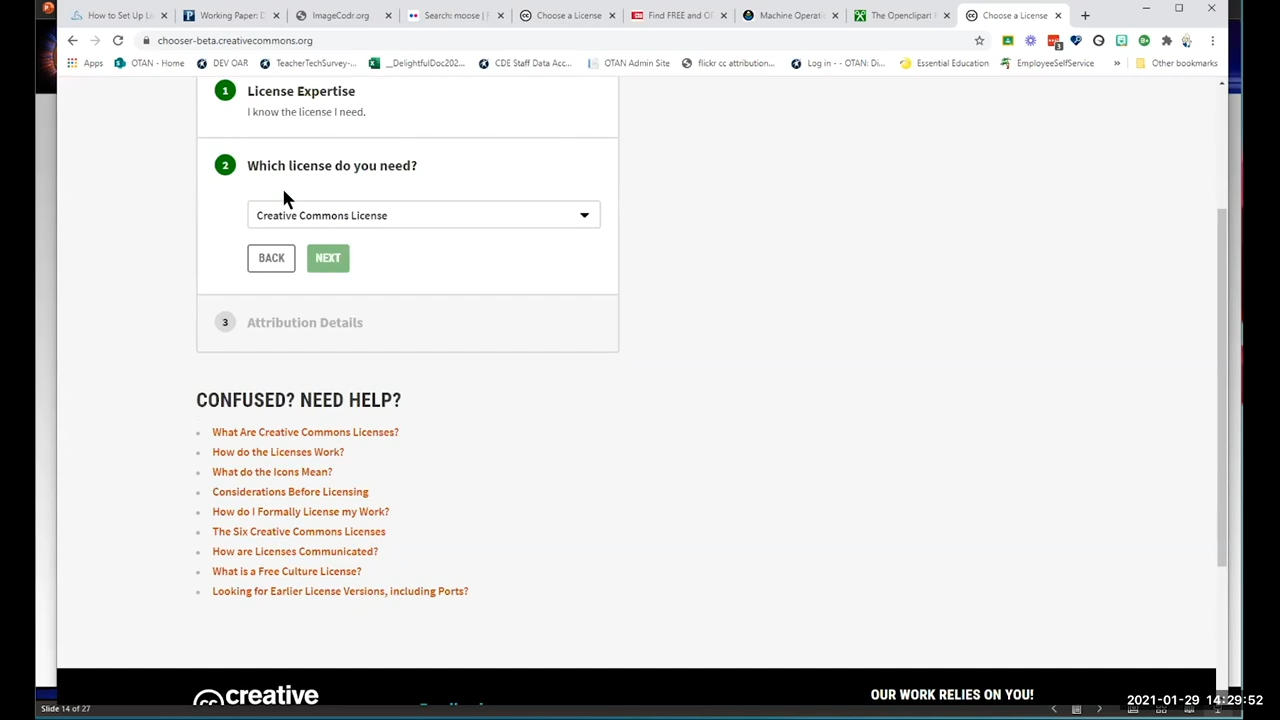 How to Set Up Li
Working Paper: D
ImageCodr.org
Search: moose | P
Choose a License
Find FREE and OP
Machine Operatio
The Openclipart H
Choose a License
chooser-beta.creativecommons.org
Apps
OTAN - Home
DEV OAR
TeacherTechSurvey-...
_DelightfulDoc202...
CDE Staff Data Acc...
OTAN Admin Site
flickr cc attribution...
Log in - - OTAN: Di...
Essential Education
EmployeeSelfService
»
Other bookmarks
1 License Expertise
I know the license I need.
2 Which license do you need?
Creative Commons License
BACK NEXT
3 Attribution Details
CONFUSED? NEED HELP?
What Are Creative Commons Licenses?
How do the Licenses Work?
What do the Icons Mean?
Considerations Before Licensing
How do I Formally License my Work?
The Six Creative Commons Licenses
How are Licenses Communicated?
What is a Free Culture License?
Looking for Earlier License Versions, including Ports?
cc creative
OUR WORK RELIES ON YOU!
2021-01-29 14:29:52
Slide 14 of 27